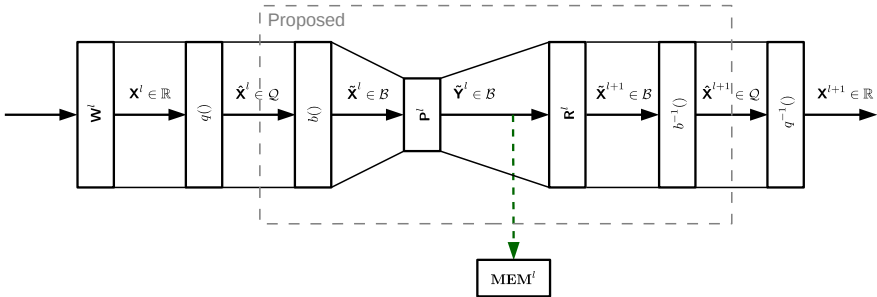 Proposed
W^l
X^l ∈ ℝ
q()
X̂^l ∈ 𝒬
b()
X̃^l ∈ ℬ
P^l
Ỹ^l ∈ ℬ
R^l
X̃^{l+1} ∈ ℬ
b^{-1}()
X̂^{l+1} ∈ 𝒬
q^{-1}()
X^{l+1} ∈ ℝ
MEM^l